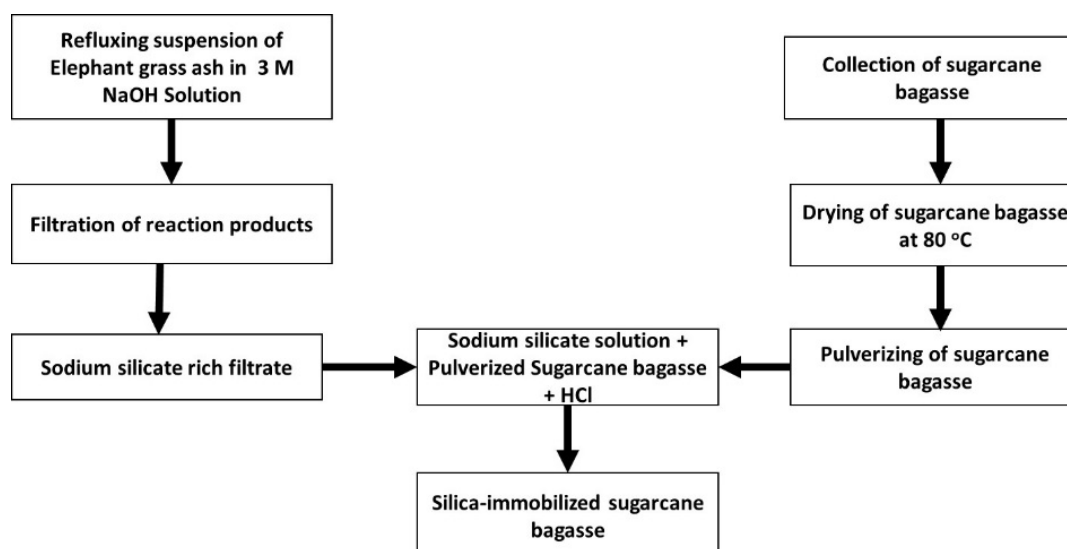 Refluxing suspension of
Elephant grass ash in 3 M
NaOH Solution
Filtration of reaction products
Sodium silicate rich filtrate
Collection of sugarcane
bagasse
Drying of sugarcane bagasse
at 80 °C
Pulverizing of sugarcane
bagasse
Sodium silicate solution +
Pulverized Sugarcane bagasse
+ HCl
Silica-immobilized sugarcane
bagasse